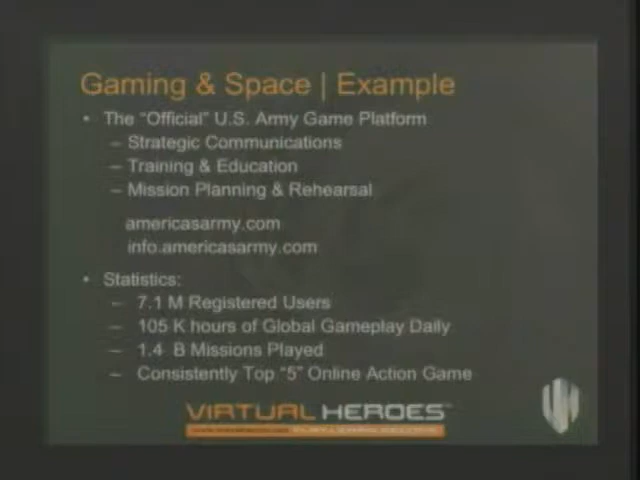 Gaming & Space | Example
• The “Official” U.S. Army Game Platform
– Strategic Communications
– Training & Education
– Mission Planning & Rehearsal
americasarmy.com
info.americasarmy.com
• Statistics:
– 7.1 M Registered Users
– 105 K hours of Global Gameplay Daily
– 1.4 B Missions Played
– Consistently Top “5” Online Action Game
VIRTUAL HEROES™